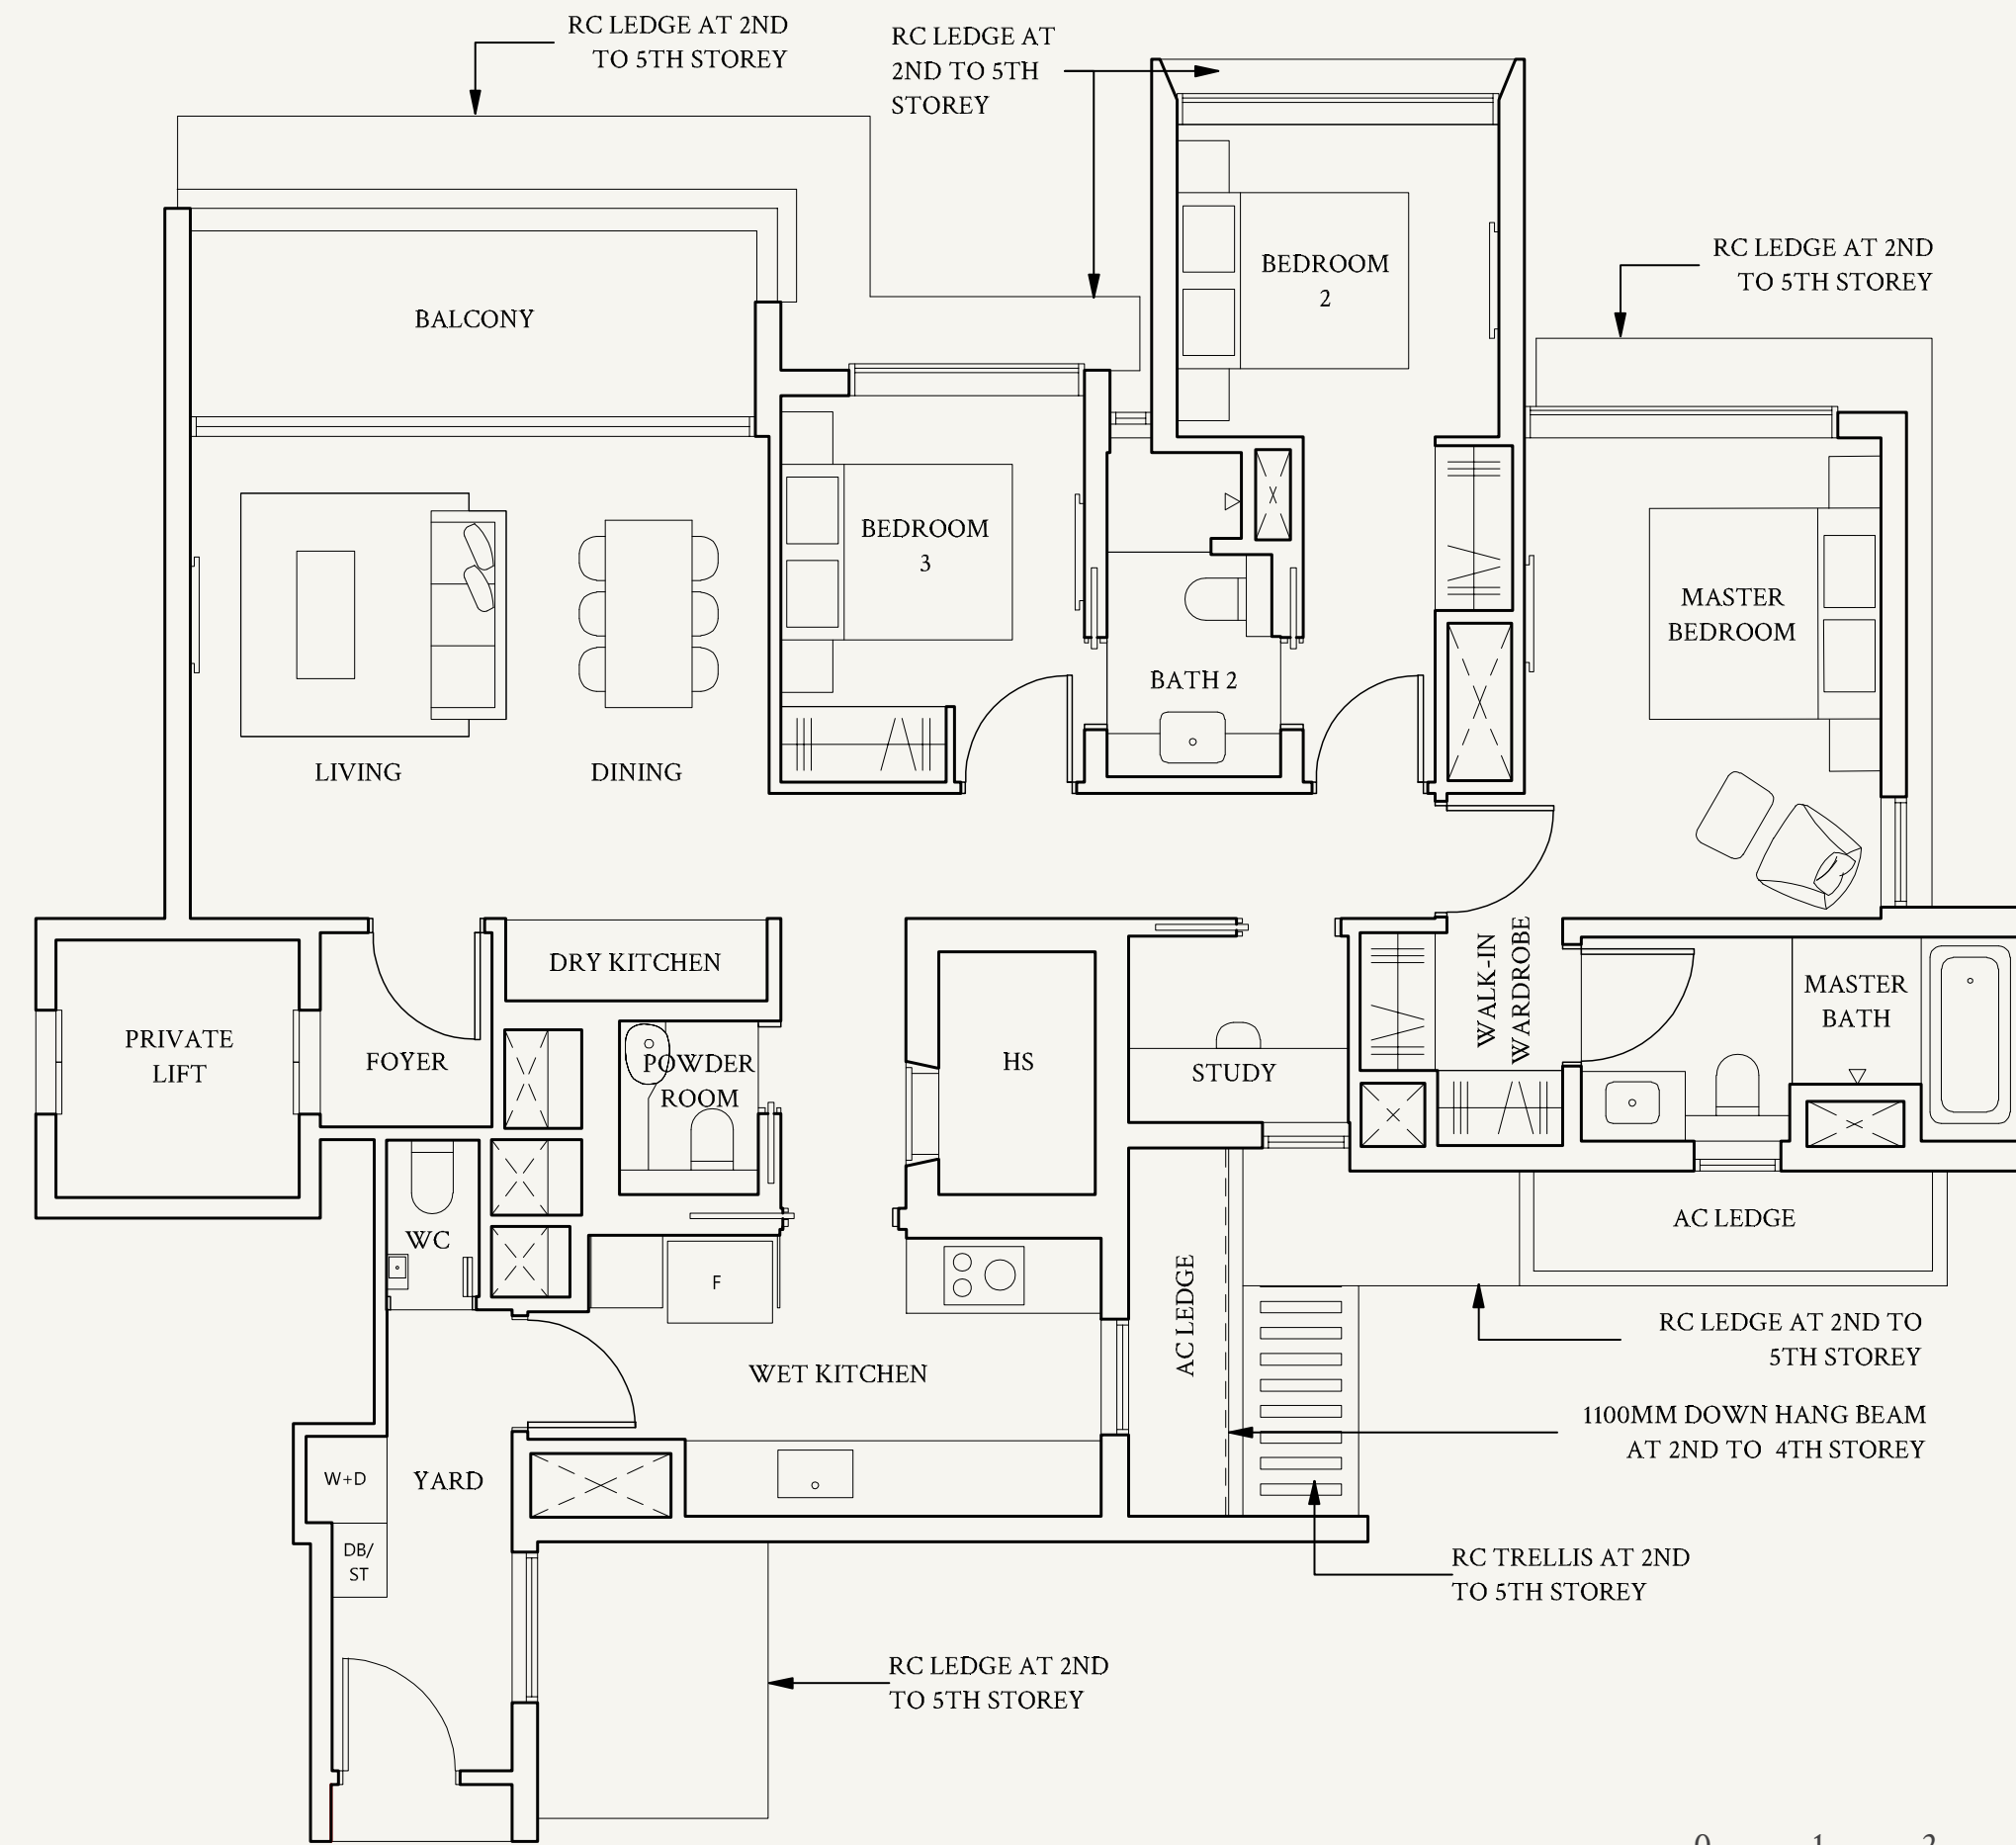 RC LEDGE AT 2ND
TO 5TH STOREY
RC LEDGE AT
2ND TO 5TH
STOREY
RC LEDGE AT 2ND
TO 5TH STOREY
BALCONY
BEDROOM
2
BEDROOM
3
MASTER
BEDROOM
BATH 2
LIVING
DINING
DRY KITCHEN
PRIVATE
LIFT
FOYER
POWDER
ROOM
HS
STUDY
WALK-IN
WARDROBE
MASTER
BATH
WC
F
AC LEDGE
AC LEDGE
WET KITCHEN
RC LEDGE AT 2ND TO
5TH STOREY
1100MM DOWN HANG BEAM
AT 2ND TO 4TH STOREY
W+D
YARD
DB/
ST
RC TRELLIS AT 2ND
TO 5TH STOREY
RC LEDGE AT 2ND
TO 5TH STOREY